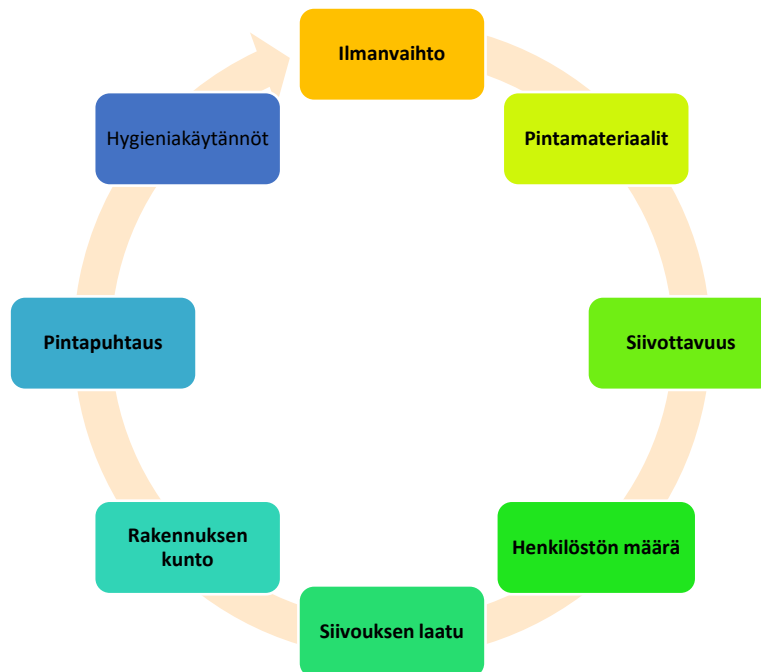 Ilmanvaihto
Pintamateriaalit
Siivottavuus
Henkilöstön määrä
Siivouksen laatu
Rakennuksen
kunto
Pintapuhtaus
Hygieniakäytännöt